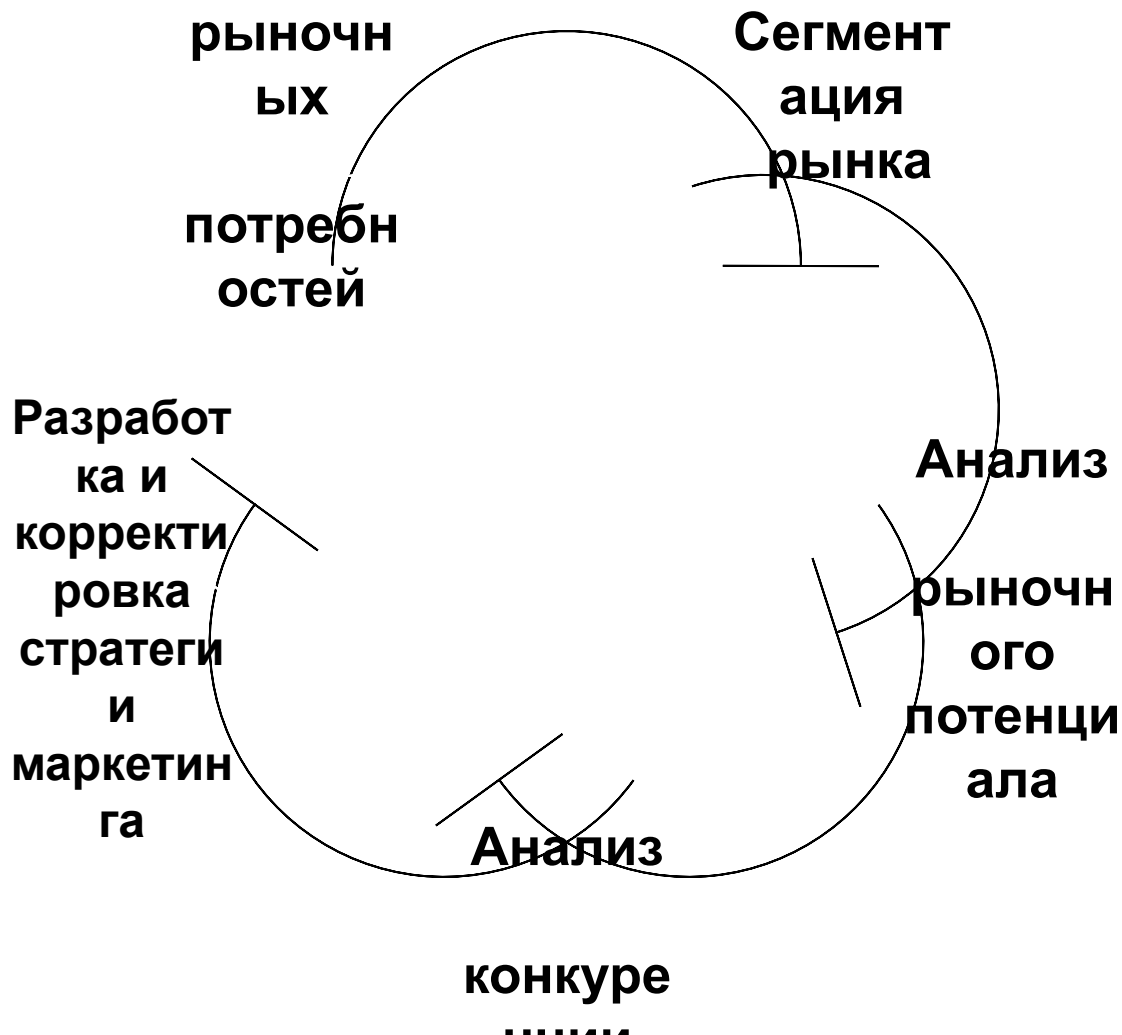 рыночн
ых
потребн
остей
Сегмент
ация
рынка
Анализ
рыночн
ого
потенци
ала
Анализ
конкуре
Разработ
ка и
корректи
ровка
стратеги
и
маркетин
га